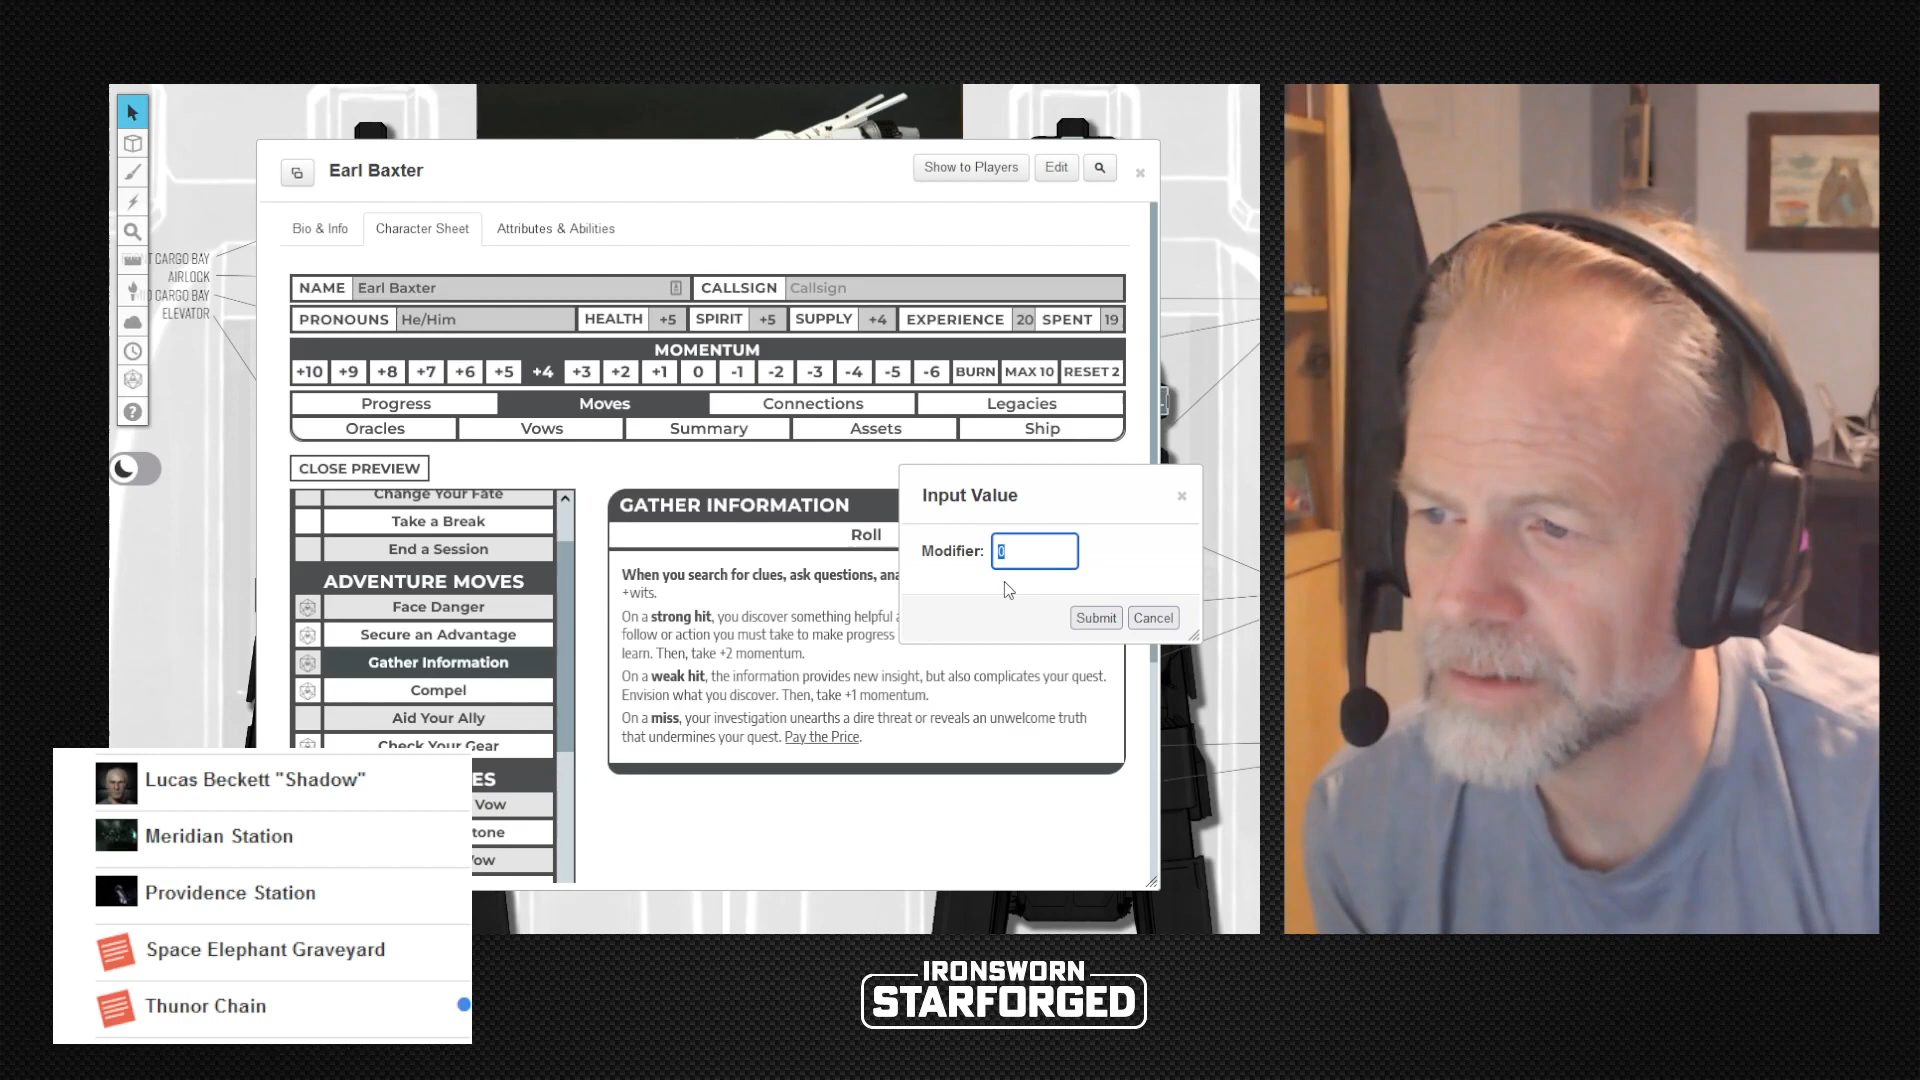 Earl Baxter
Show to Players
Edit
Bio & Info
Character Sheet
Attributes & Abilities
CARGO BAY
AIRLOCK
CARGO BAY
ELEVATOR
NAME Earl Baxter CALLSIGN Callsign
PRONOUNS He/Him HEALTH +5 SPIRIT +5 SUPPLY +4 EXPERIENCE 20 SPENT 19
MOMENTUM
+10 +9 +8 +7 +6 +5 +4 +3 +2 +1 0 -1 -2 -3 -4 -5 -6 BURN MAX 10 RESET 2
Progress Moves Connections Legacies
Oracles Vows Summary Assets Ship
CLOSE PREVIEW
Change Your Fate
Take a Break
End a Session
ADVENTURE MOVES
Face Danger
Secure an Advantage
Gather Information
Compel
Aid Your Ally
Check Your Gear
ES
Vow
tone
Vow
GATHER INFORMATION
Roll
When you search for clues, ask questions, ana
+wits.
On a strong hit, you discover something helpful a
follow or action you must take to make progress
learn. Then, take +2 momentum.
On a weak hit, the information provides new insight, but also complicates your quest.
Envision what you discover. Then, take +1 momentum.
On a miss, your investigation unearths a dire threat or reveals an unwelcome truth
that undermines your quest. Pay the Price.
Input Value
Modifier: 0
Submit Cancel
Lucas Beckett "Shadow"
Meridian Station
Providence Station
Space Elephant Graveyard
Thunor Chain
IRONSWORN
STARFORGED